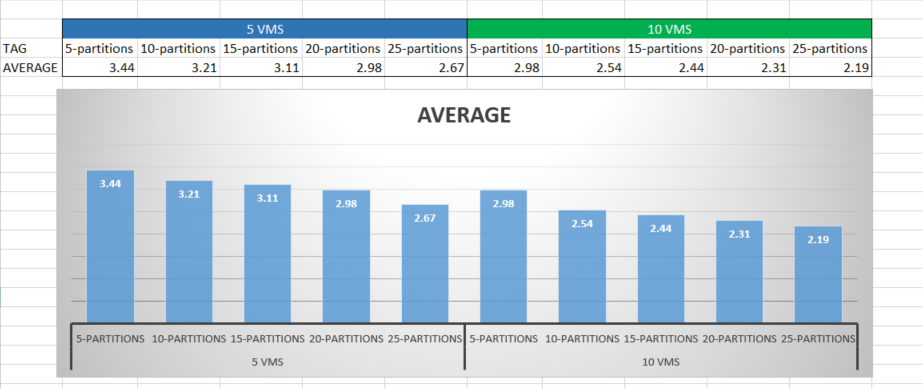 5 VMS 10 VMS
TAG 5-partitions 10-partitions 15-partitions 20-partitions 25-partitions 5-partitions 10-partitions 15-partitions 20-partitions 25-partitions
AVERAGE 3.44 3.21 3.11 2.98 2.67 2.98 2.54 2.44 2.31 2.19
AVERAGE
3.44 3.21 3.11 2.98 2.67 2.98 2.54 2.44 2.31 2.19
5-PARTITIONS 10-PARTITIONS 15-PARTITIONS 20-PARTITIONS 25-PARTITIONS 5-PARTITIONS 10-PARTITIONS 15-PARTITIONS 20-PARTITIONS 25-PARTITIONS
5 VMS 10 VMS